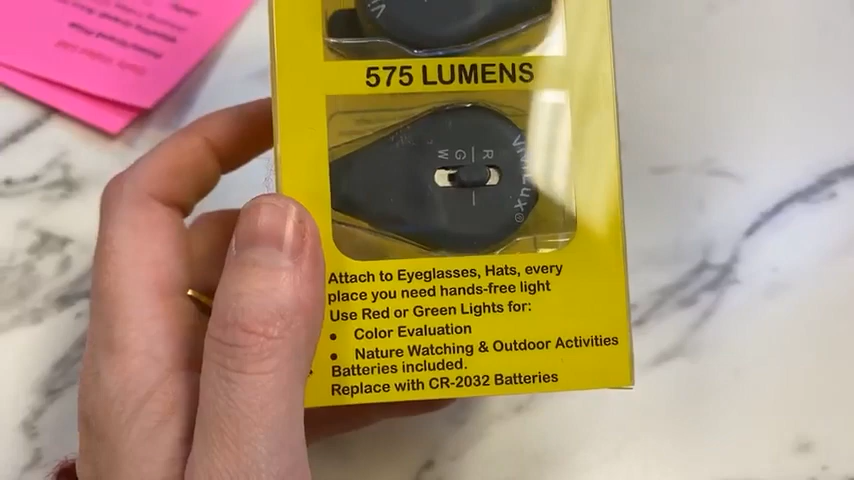 575 LUMENS
W G R
ViviLux®
Attach to Eyeglasses, Hats, every
place you need hands-free light
Use Red or Green Lights for:
• Color Evaluation
• Nature Watching & Outdoor Activities
Batteries included.
Replace with CR-2032 Batteries